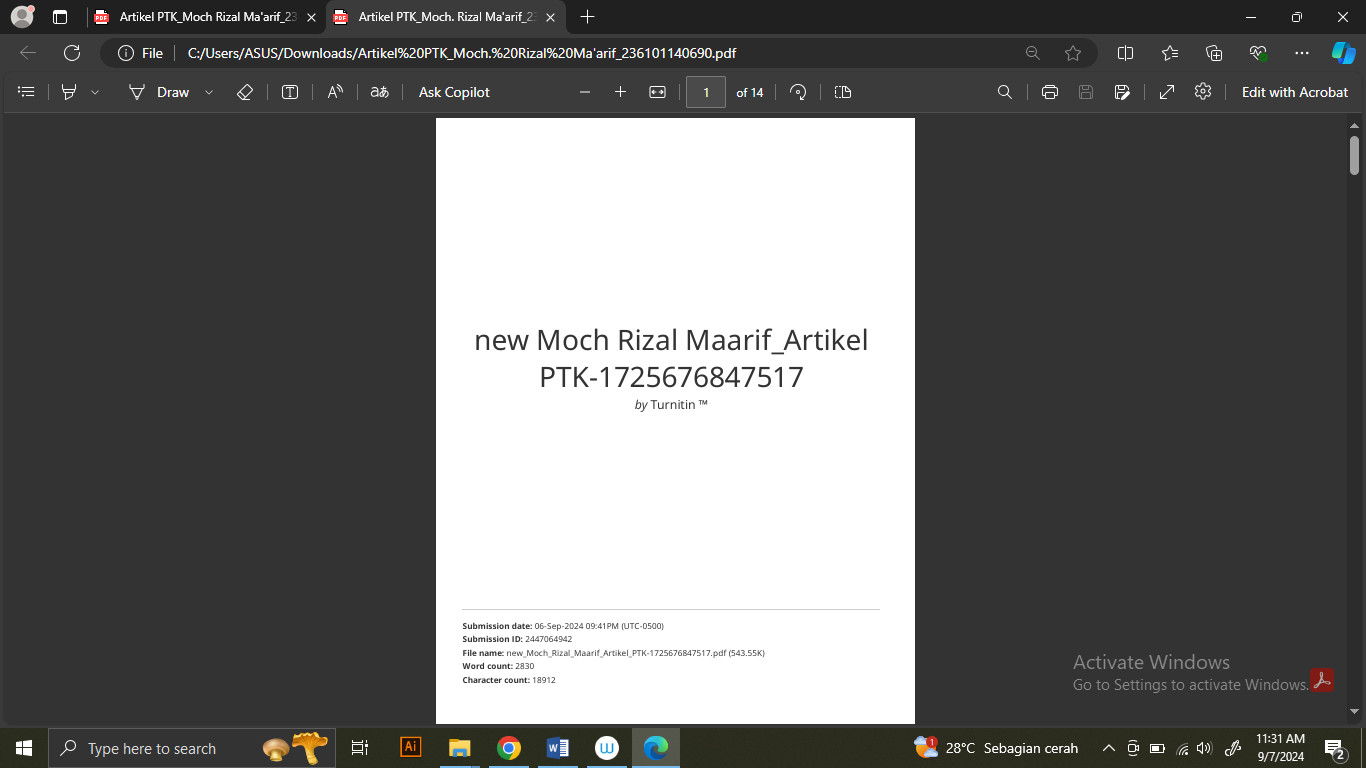 Artikel PTK_Moch Rizal Ma'arif_23
Artikel PTK_Moch. Rizal Ma'arif_23
File
C:/Users/ASUS/Downloads/Artikel%20PTK_Moch.%20Rizal%20Ma'arif_236101140690.pdf
Draw
Ask Copilot
1 of 14
Edit with Acrobat
new Moch Rizal Maarif_Artikel
PTK-1725676847517
by Turnitin ™
Submission date: 06-Sep-2024 09:41PM (UTC-0500)
Submission ID: 2447064942
File name: new_Moch_Rizal_Maarif_Artikel_PTK-1725676847517.pdf (543.55K)
Word count: 2830
Character count: 18912
Activate Windows
Go to Settings to activate Windows.
Type here to search
28°C Sebagian cerah
11:31 AM
9/7/2024